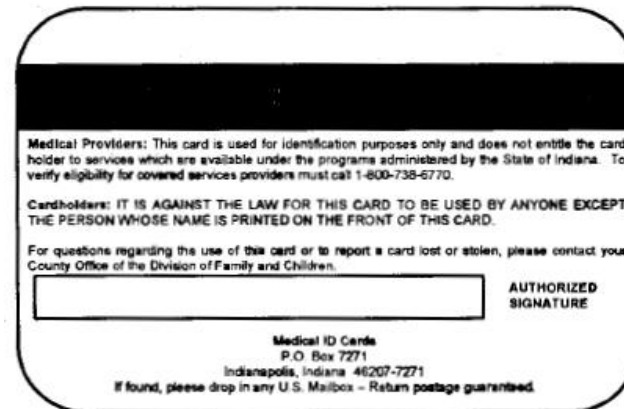 Medical Providers: This card is used for identification purposes only and does not entitle the card
holder to services which are available under the programs administered by the State of Indiana. To
verify eligibility for covered services providers must call 1-800-738-6770.
Cardholders: IT IS AGAINST THE LAW FOR THIS CARD TO BE USED BY ANYONE EXCEPT
THE PERSON WHOSE NAME IS PRINTED ON THE FRONT OF THIS CARD.
For questions regarding the use of this card or to report a card lost or stolen, please contact your
County Office of the Division of Family and Children.
AUTHORIZED
SIGNATURE
Medical ID Cards
P.O. Box 7271
Indianapolis, Indiana 46207-7271
If found, please drop in any U.S. Mailbox – Return postage guaranteed.